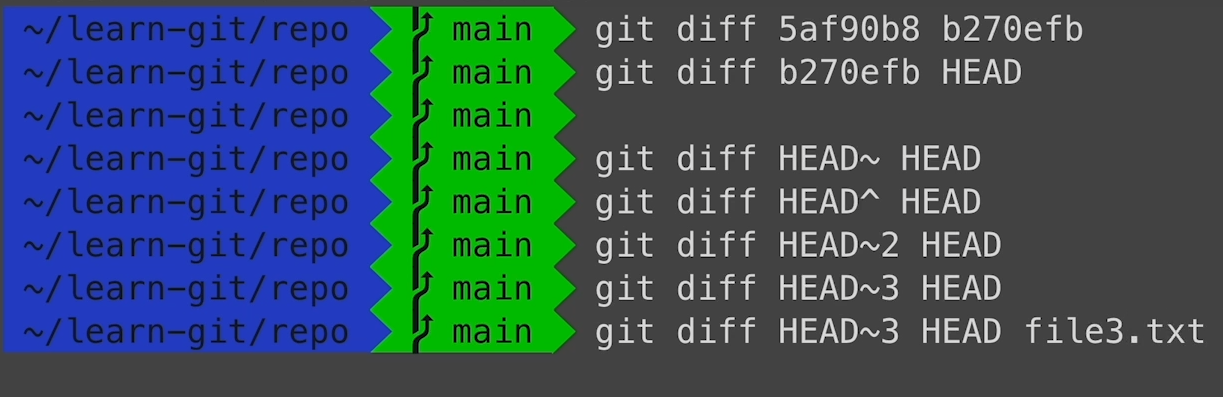 ~/learn-git/repo main git diff 5af90b8 b270efb
~/learn-git/repo main git diff b270efb HEAD
~/learn-git/repo main
~/learn-git/repo main git diff HEAD~ HEAD
~/learn-git/repo main git diff HEAD^ HEAD
~/learn-git/repo main git diff HEAD~2 HEAD
~/learn-git/repo main git diff HEAD~3 HEAD
~/learn-git/repo main git diff HEAD~3 HEAD file3.txt